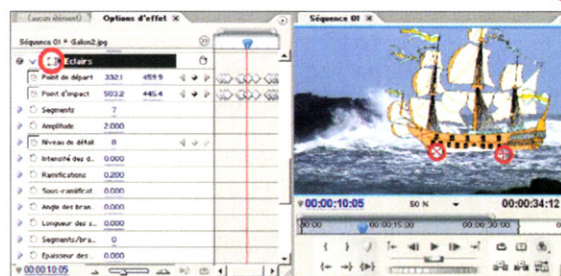 (aucun élément) Options d'effet ×
Séquence 01 * Galion2.jpg
Eclairs
Point de départ 332.1 459.9
Point d'impact 503.2 445.4
Segments 7
Amplitude 2.000
Niveau de détail 8
Intensité des d... 0.000
Ramifications 0.200
Sous-ramificat 0.000
Angle des bran... 0.000
Longueur des s... 0.000
Segments/bra... 0
Epaisseur des 0.000
00:00:10:05
Séquence 01 ×
00:00:10:05 50 % 00:00:34:12
00:00 00:00:15:00 00:00:30:00